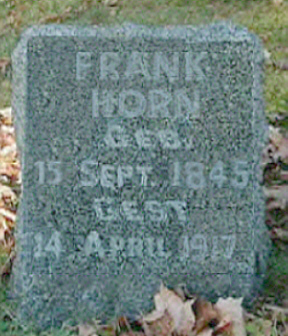 FRANK
HORN
GEB.
15 SEPT. 1845
GEST
14 APRIL 1917